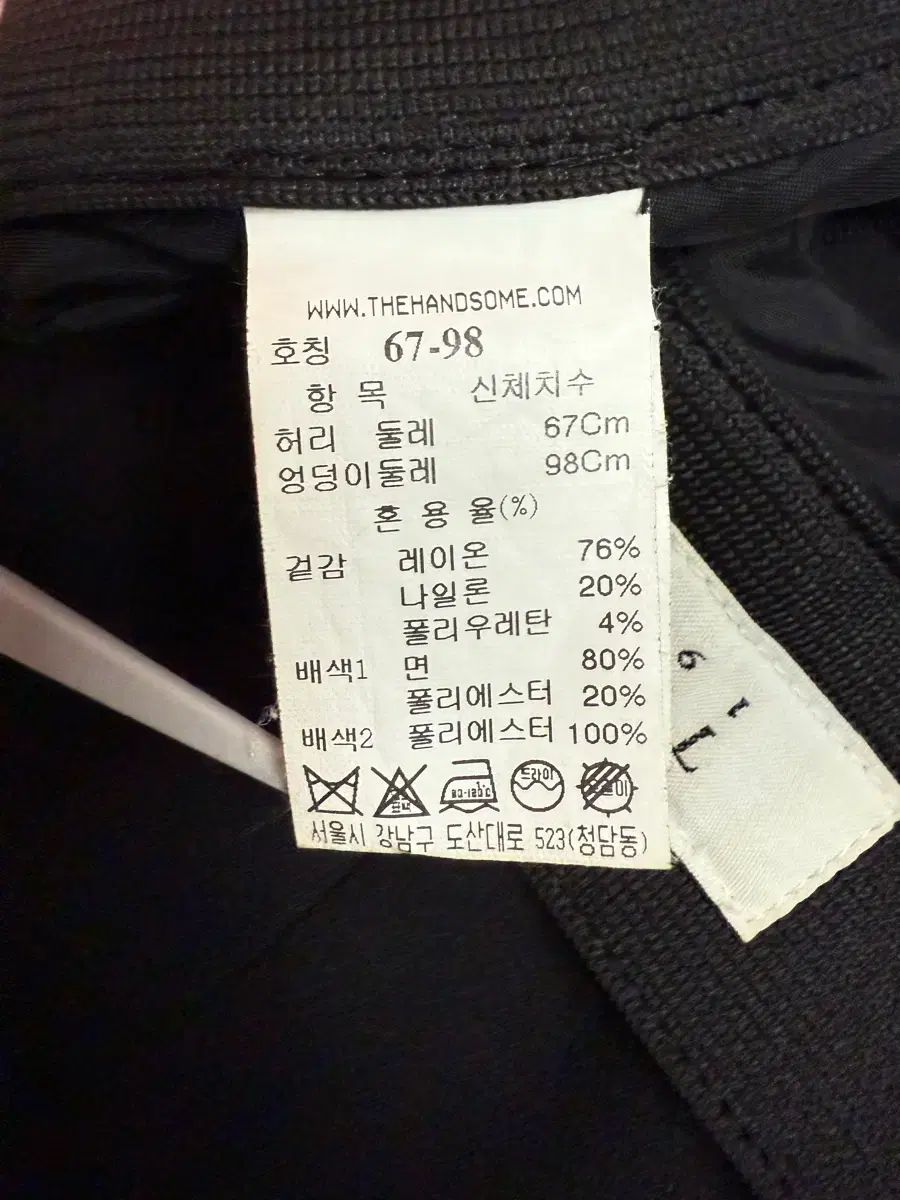 WWW.THEHANDSOME.COM
호칭 67-98
항 목 신체치수
허리 둘레 67Cm
엉덩이둘레 98Cm
혼 용 율(%)
겉감 레이온 76%
나일론 20%
폴리우레탄 4%
배색1 면 80%
폴리에스터 20%
배색2 폴리에스터 100%
드라이
서울시 강남구 도산대로 523(청담동)